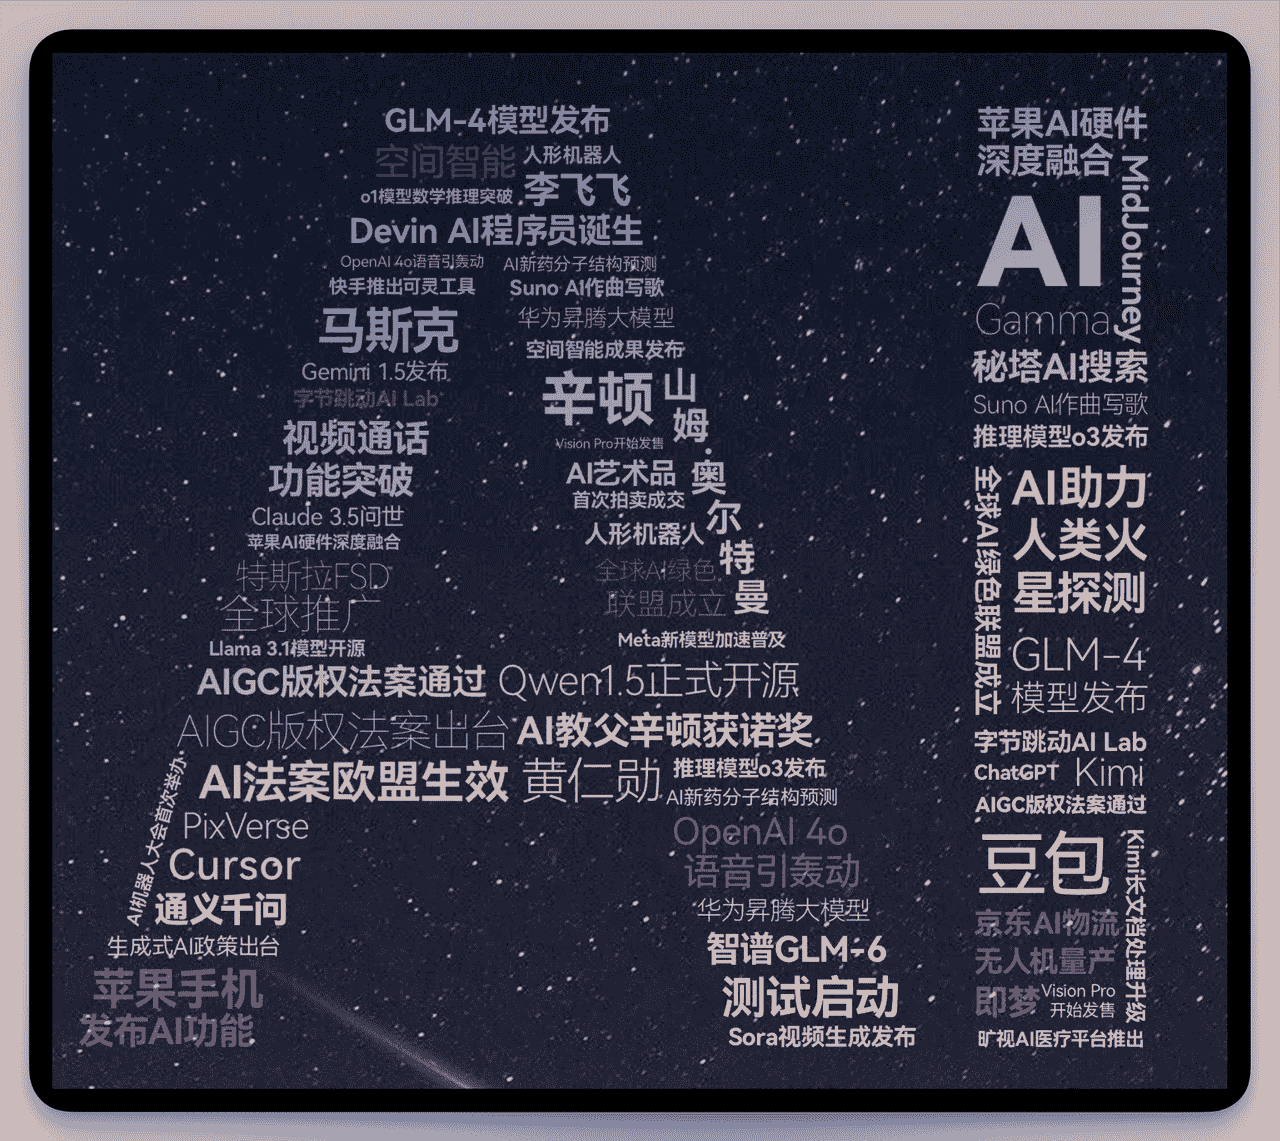 GLM-4模型发布
空间智能 人形机器人
o1模型数学推理突破 李飞飞
Devin AI程序员诞生
OpenAI 4o语音引轰动 AI新药分子结构预测
快手推出可灵工具 Suno AI作曲写歌
马斯克 华为昇腾大模型
空间智能成果发布
Gemini 1.5发布 辛顿
字节跳动AI Lab
山姆·奥尔特曼
视频通话 Vision Pro开始发售
功能突破 AI艺术品
首次拍卖成交
Claude 3.5问世 人形机器人
苹果AI硬件深度融合
特斯拉FSD 全球AI绿色
全球推广 联盟成立
Llama 3.1模型开源 Meta新模型加速普及
AIGC版权法案通过 Qwen1.5正式开源
AIGC版权法案出台 AI教父辛顿获诺奖
AI法案欧盟生效 黄仁勋 推理模型o3发布
AI新药分子结构预测
AI机器人大会首次举办
PixVerse OpenAI 4o
Cursor 语音引轰动
通义千问 华为昇腾大模型
生成式AI政策出台 智谱GLM-6
苹果手机 测试启动
发布AI功能 Sora视频生成发布
苹果AI硬件
深度融合
MidJourney
AI
Gamma
秘塔AI搜索
Suno AI作曲写歌
推理模型o3发布
全球AI绿色联盟成立
AI助力
人类火
星探测
GLM-4
模型发布
字节跳动AI Lab
ChatGPT Kimi
AIGC版权法案通过
豆包
Kimi长文档处理升级
京东AI物流
无人机量产
即梦 Vision Pro
开始发售
旷视AI医疗平台推出